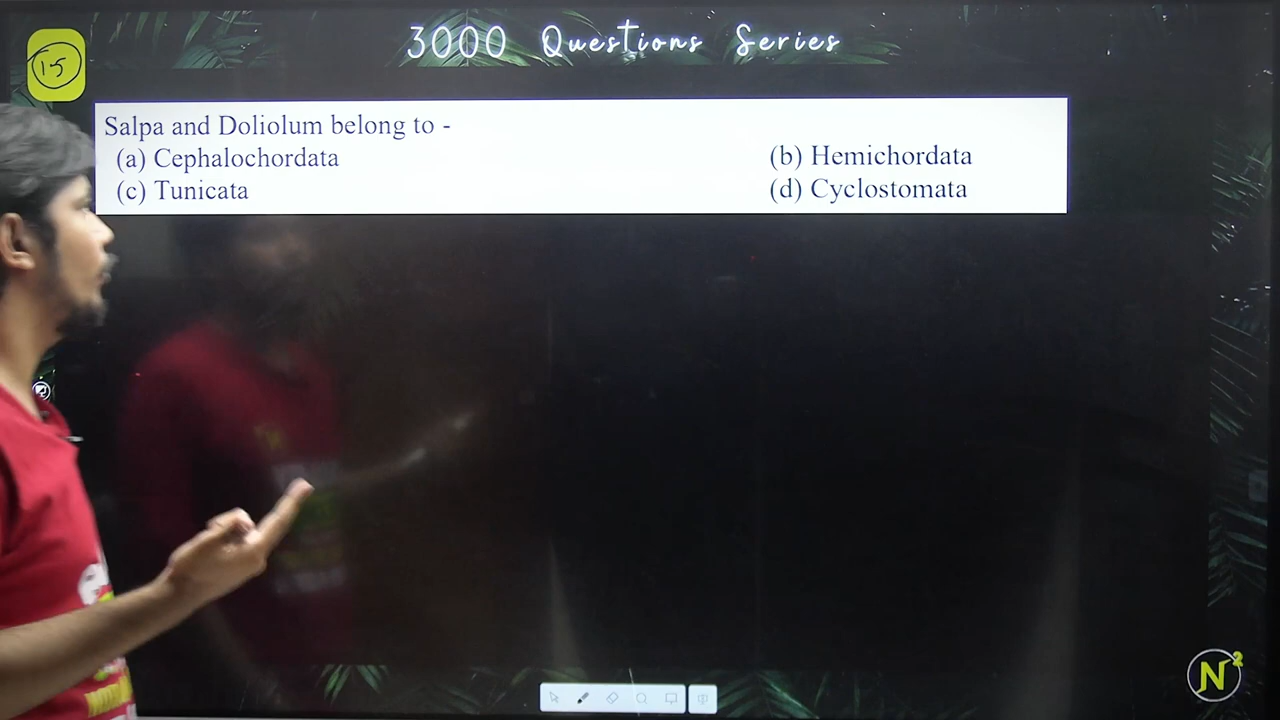 15
3000 Questions Series
Salpa and Doliolum belong to -
(a) Cephalochordata (b) Hemichordata
(c) Tunicata (d) Cyclostomata
N²